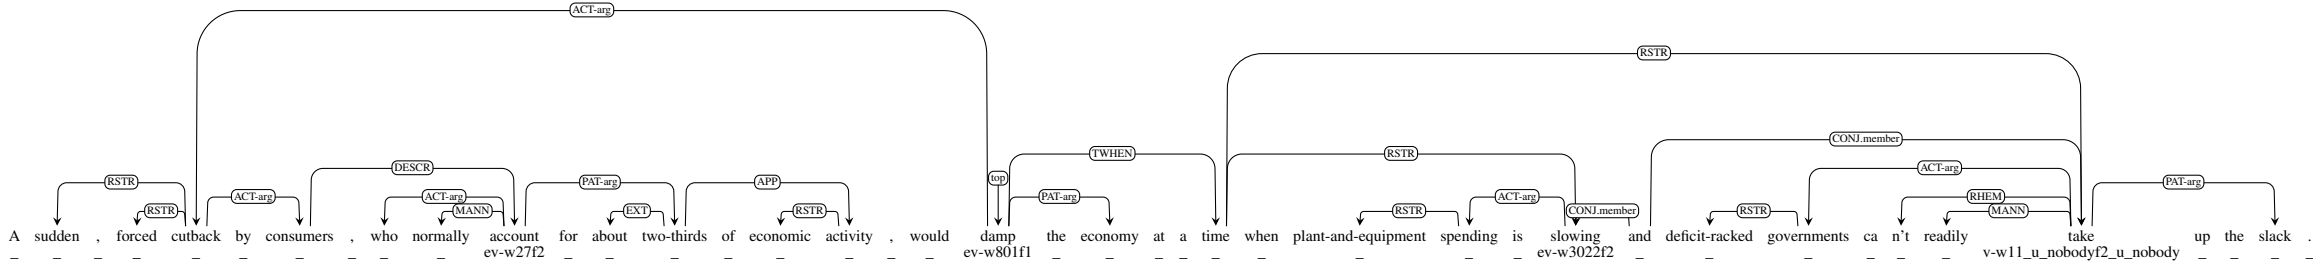 ACT-arg
RSTR
CONJ.member
DESCR TWHEN RSTR
ACT-arg
top
RSTR PAT-arg APP PAT-arg
ACT-arg ACT-arg PAT-arg ACT-arg RHEM
RSTR MANN EXT RSTR RSTR CONJ.member RSTR MANN
A sudden , forced cutback by consumers , who normally account for about two-thirds of economic activity , would damp the economy at a time when plant-and-equipment spending is slowing and deficit-racked governments ca n't readily take up the slack .
_ _ _ _ _ _ _ _ _ _ ev-w27f2 _ _ _ _ _ _ _ _ ev-w801f1 _ _ _ _ _ _ _ _ _ ev-w3022f2 _ _ _ _ _ _ v-w11_u_nobodyf2_u_nobody _ _ _ _